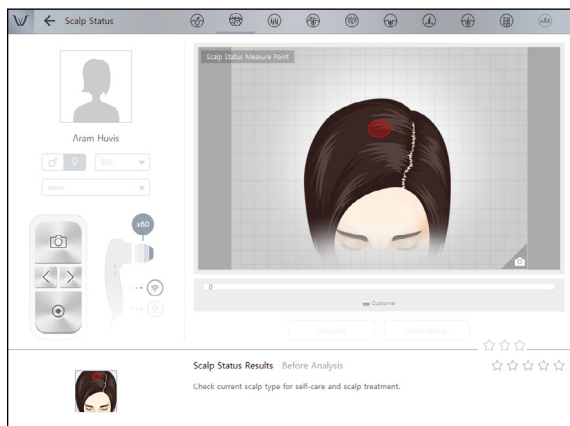 Scalp Status
Scalp Status Measure Point
Aram Huvis
20's
Asian
x60
0
Customer
Analysis
Scalp Status Results Before Analysis
Check current scalp type for self-care and scalp treatment.